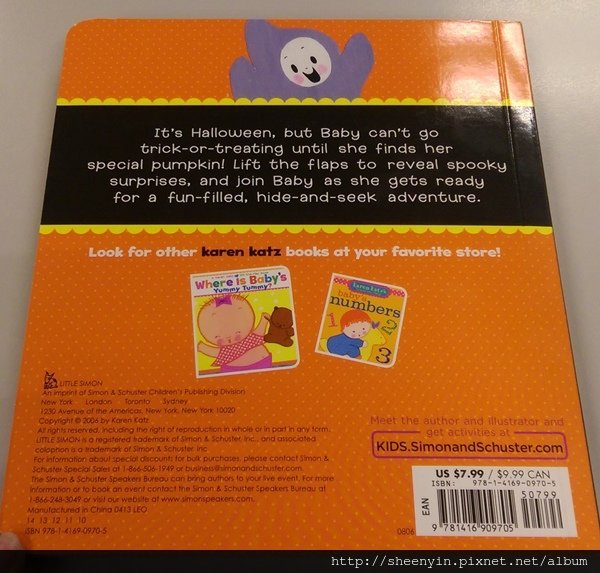 It's Halloween, but Baby can't go
trick-or-treating until she finds her
special pumpkin! Lift the flaps to reveal spooky
surprises, and join Baby as she gets ready
for a fun-filled, hide-and-seek adventure.
Look for other karen katz books at your favorite store!
Where is Baby's
Yummy Tummy?
Karen Katz
baby's
numbers
1
2
3
LITTLE SIMON
An imprint of Simon & Schuster Children's Publishing Division
New York London Toronto Sydney
1230 Avenue of the Americas, New York, New York 10020
Copyright © 2006 by Karen Katz
All rights reserved, including the right of reproduction in whole or in part in any form.
LITTLE SIMON is a registered trademark of Simon & Schuster, Inc., and associated
colophon is a trademark of Simon & Schuster, Inc.
For information about special discounts for bulk purchases, please contact Simon &
Schuster Special Sales at 1-866-506-1949 or business@simonandschuster.com.
The Simon & Schuster Speakers Bureau can bring authors to your live event. For more
information or to book an event contact the Simon & Schuster Speakers Bureau at
1-866-248-3049 or visit our website at www.simonspeakers.com.
Manufactured in China 0413 LEO
14 13 12 11 10
ISBN 978-1-4169-0970-5
Meet the author and illustrator and
get activities at
KIDS.SimonandSchuster.com
US $7.99 / $9.99 CAN
ISBN: 978-1-4169-0970-5
50799
EAN
9 781416 909705
0806
http://sheenyin.pixnet.net/album